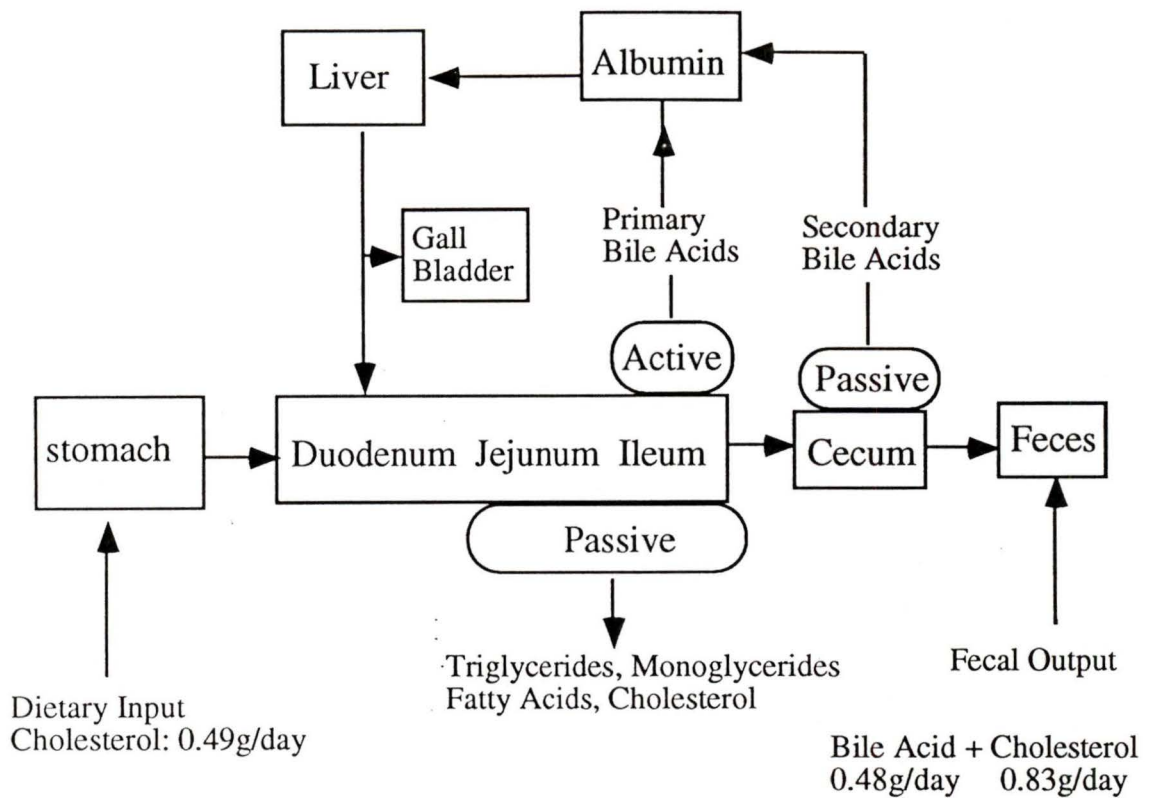 Liver
Albumin
Gall
Bladder
Primary
Bile Acids
Secondary
Bile Acids
Active
Passive
stomach
Duodenum Jejunum Ileum
Cecum
Feces
Passive
Triglycerides, Monoglycerides
Fatty Acids, Cholesterol
Fecal Output
Dietary Input
Cholesterol: 0.49g/day
Bile Acid + Cholesterol
0.48g/day 0.83g/day